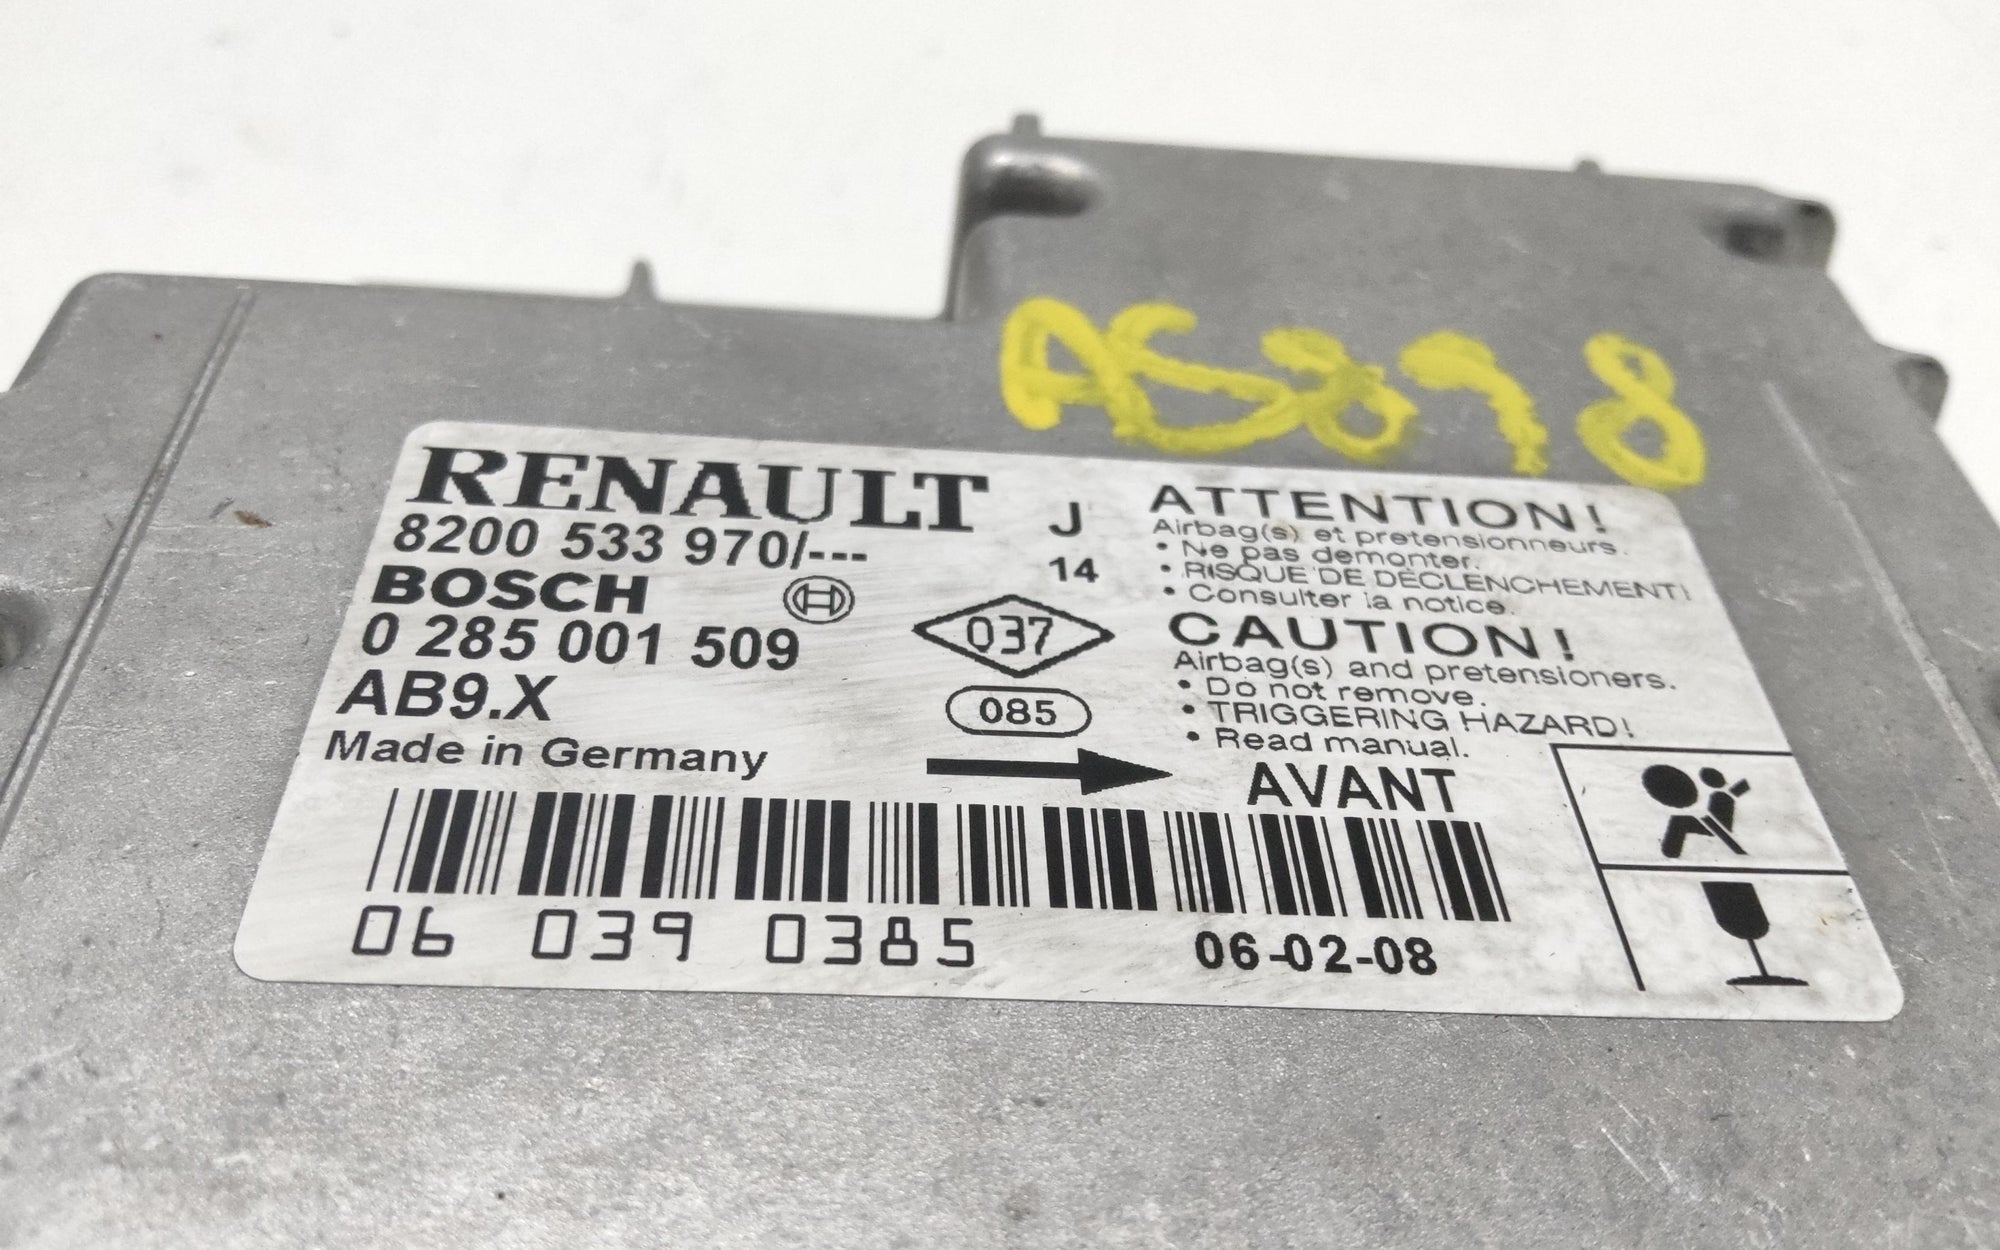 AS898
RENAULT
8200 533 970/---
BOSCH
0 285 001 509
AB9.X
Made in Germany
J
14
037
085
ATTENTION!
Airbag(s) et pretensionneurs.
• Ne pas demonter.
• RISQUE DE DECLENCHEMENT!
• Consulter la notice.
CAUTION!
Airbag(s) and pretensioners.
• Do not remove.
• TRIGGERING HAZARD!
• Read manual.
AVANT
06 039 0385
06-02-08